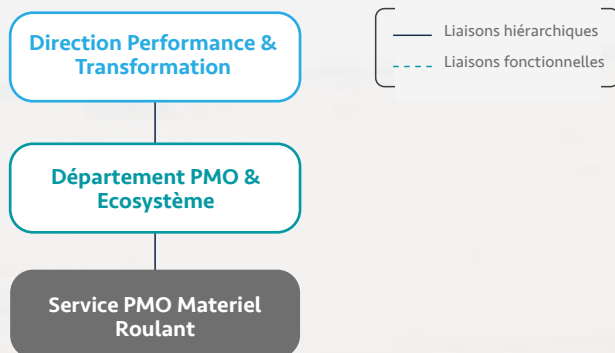 Direction Performance &
Transformation
Liaisons hiérarchiques
Liaisons fonctionnelles
Département PMO &
Ecosystème
Service PMO Materiel
Roulant